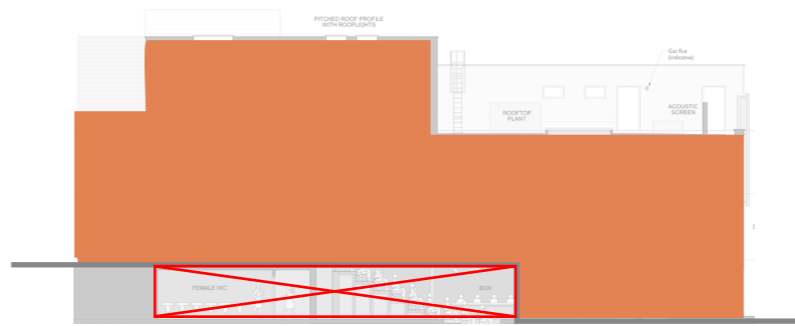 PITCHED ROOF PROFILE
WITH ROOFLIGHTS
Gas flue
(indicative)
ROOFTOP
PLANT
ACOUSTIC
SCREEN
FEMALE WC
BOX